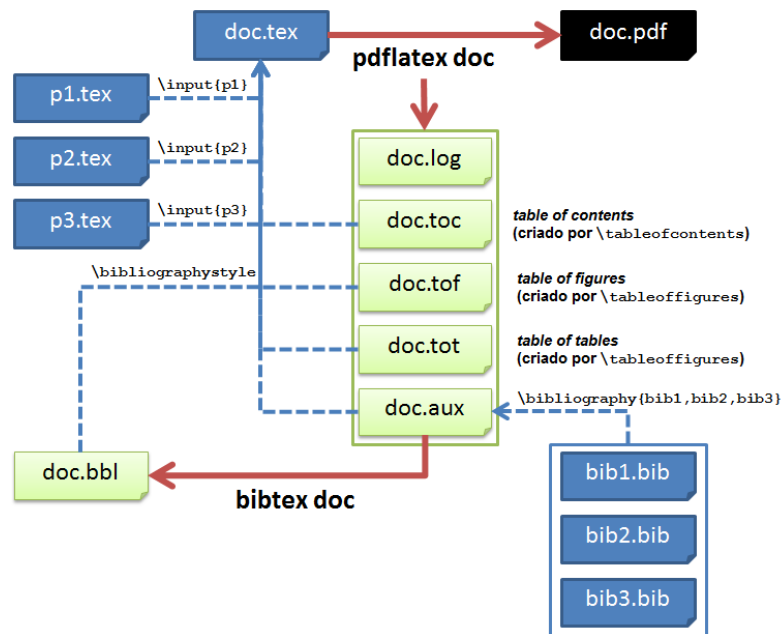 doc.tex
doc.pdf
pdflatex doc
p1.tex
\input{p1}
p2.tex
\input{p2}
p3.tex
\input{p3}
doc.log
doc.toc
table of contents
(criado por \tableofcontents)
\bibliographystyle
doc.tof
table of figures
(criado por \tableoffigures)
doc.tot
table of tables
(criado por \tableoffigures)
doc.aux
\bibliography{bib1,bib2,bib3}
doc.bbl
bibtex doc
bib1.bib
bib2.bib
bib3.bib